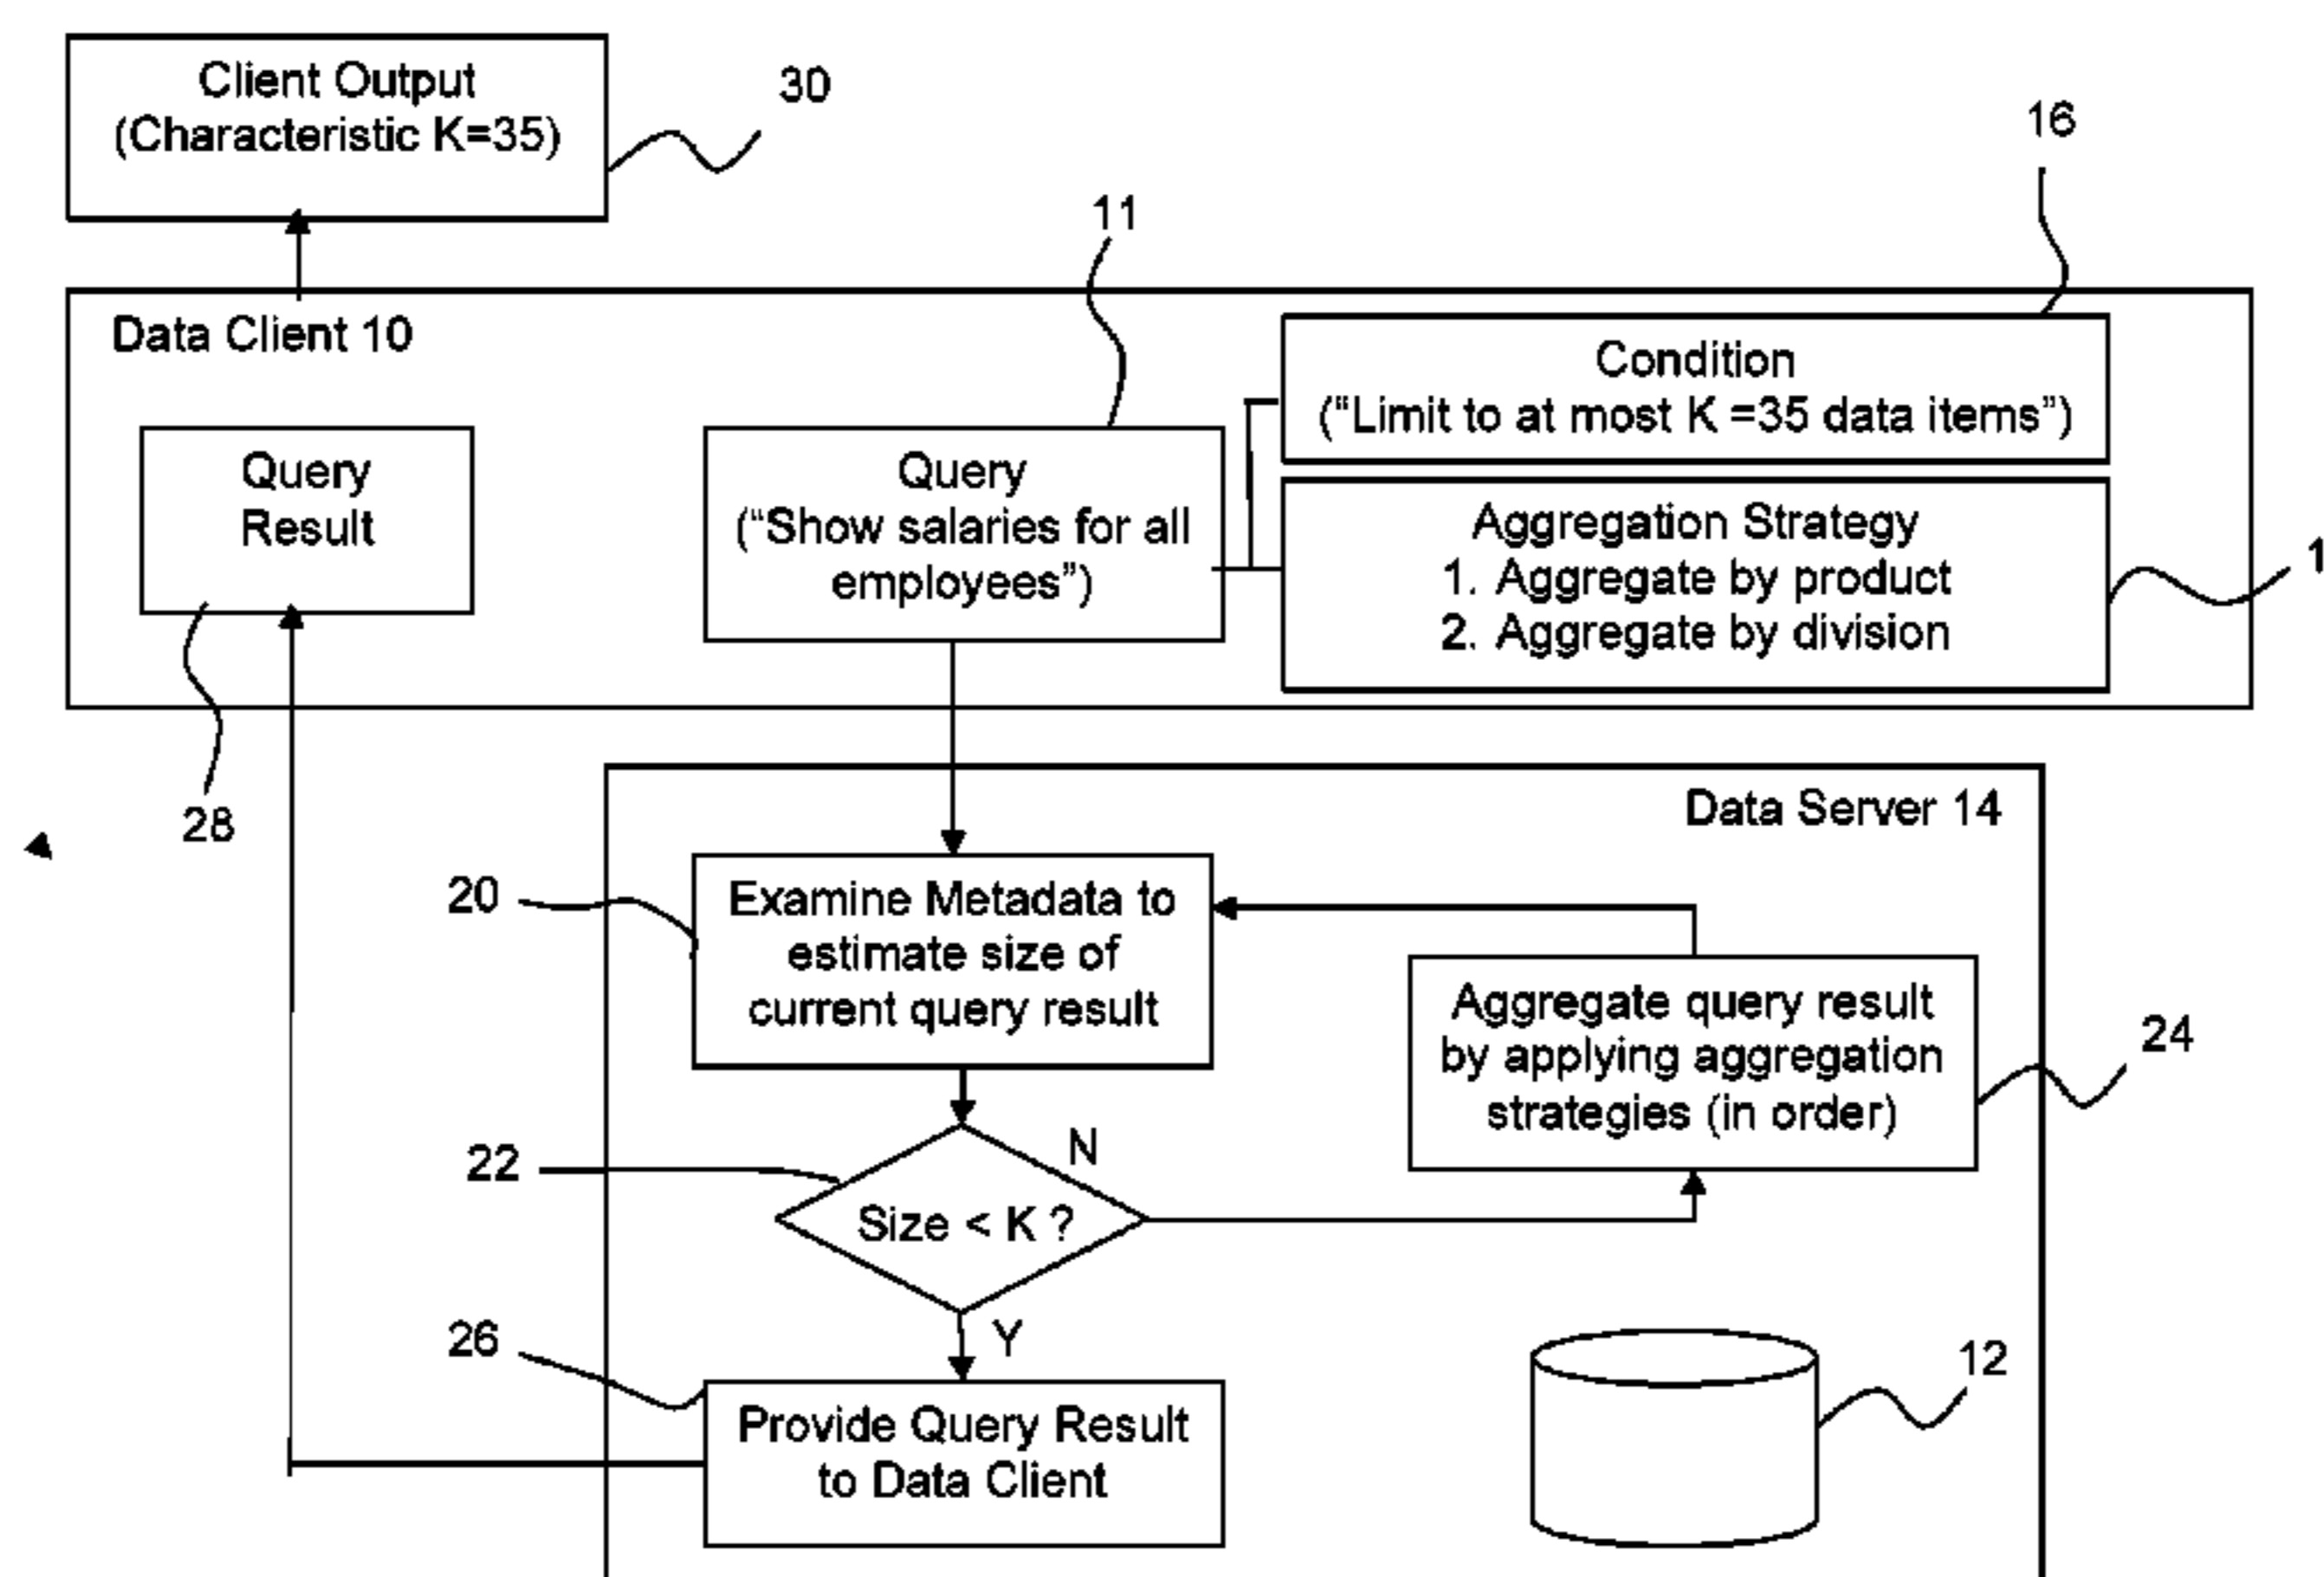 Client Output
(Characteristic K=35)
30
16
11
Data Client 10
Condition
(“Limit to at most K =35 data items”)
Query
Result
Query
(“Show salaries for all
employees”)
Aggregation Strategy
1. Aggregate by product
2. Aggregate by division
28
Data Server 14
20
Examine Metadata to
estimate size of
current query result
Aggregate query result
by applying aggregation
strategies (in order)
24
22
N
Size < K ?
26
Y
12
Provide Query Result
to Data Client